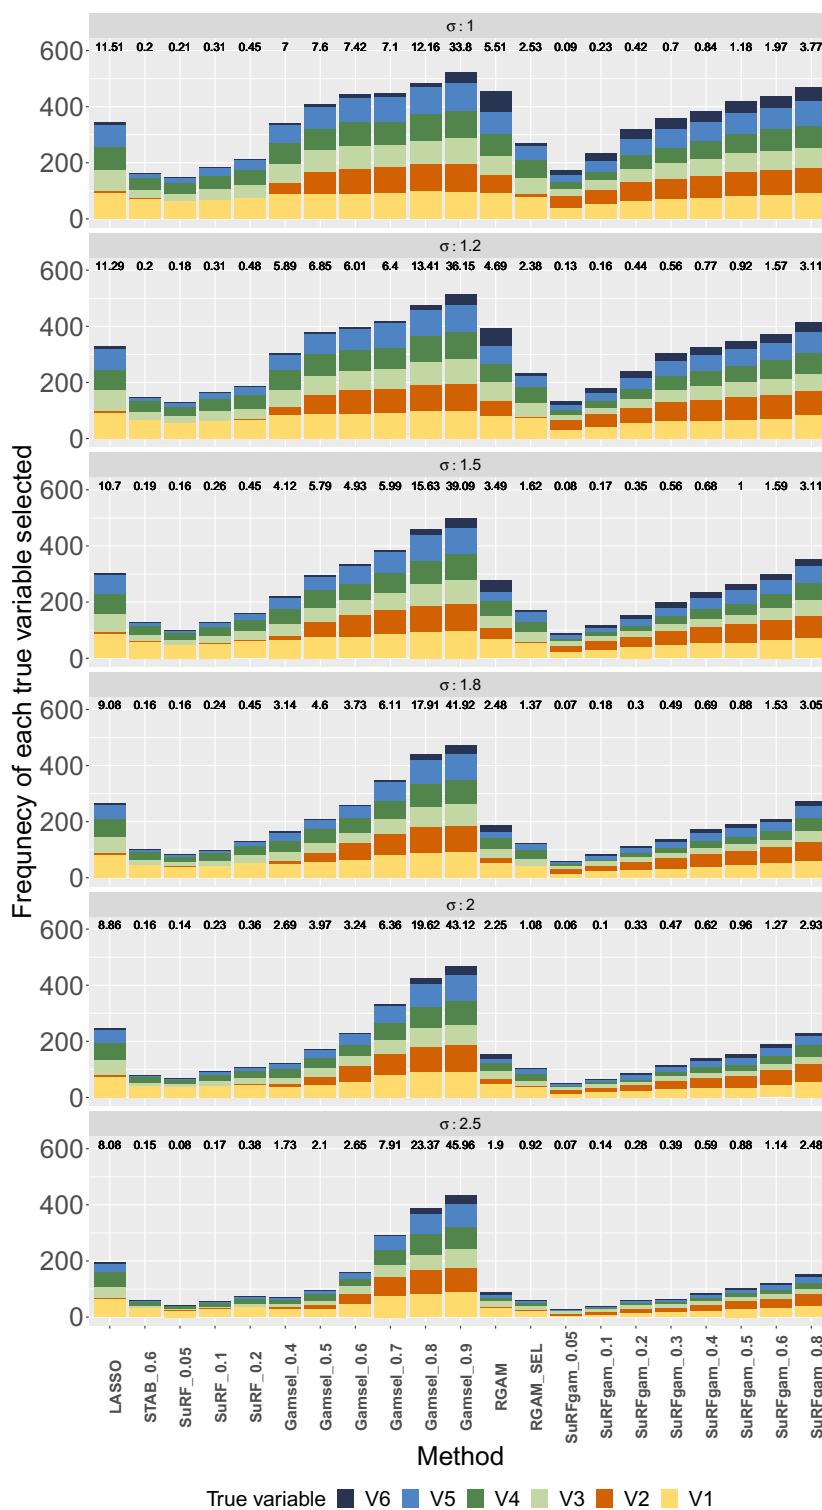 σ : 1
11.51 0.2 0.21 0.31 0.45 7 7.6 7.42 7.1 12.16 33.8 5.51 2.53 0.09 0.23 0.42 0.7 0.84 1.18 1.97 3.77
600
400
200
0
σ : 1.2
11.29 0.2 0.18 0.31 0.48 5.89 6.85 6.01 6.4 13.41 36.15 4.69 2.38 0.13 0.16 0.44 0.56 0.77 0.92 1.57 3.11
600
400
200
0
σ : 1.5
10.7 0.19 0.16 0.26 0.45 4.12 5.79 4.93 5.99 15.63 39.09 3.49 1.62 0.08 0.17 0.35 0.56 0.68 1 1.59 3.11
600
400
200
0
σ : 1.8
9.08 0.16 0.16 0.24 0.45 3.14 4.6 3.73 6.11 17.91 41.92 2.48 1.37 0.07 0.18 0.3 0.49 0.69 0.88 1.53 3.05
600
400
200
0
σ : 2
8.86 0.16 0.14 0.23 0.36 2.69 3.97 3.24 6.36 19.62 43.12 2.25 1.08 0.06 0.1 0.33 0.47 0.62 0.96 1.27 2.93
600
400
200
0
σ : 2.5
8.08 0.15 0.08 0.17 0.38 1.73 2.1 2.65 7.91 23.37 45.96 1.9 0.92 0.07 0.14 0.28 0.39 0.59 0.88 1.14 2.48
600
400
200
0
Frequnecy of each true variable selected
LASSO
STAB_0.6
SuRF_0.05
SuRF_0.1
SuRF_0.2
Gamsel_0.4
Gamsel_0.5
Gamsel_0.6
Gamsel_0.7
Gamsel_0.8
Gamsel_0.9
RGAM
RGAM_SEL
SuRFgam_0.05
SuRFgam_0.1
SuRFgam_0.2
SuRFgam_0.3
SuRFgam_0.4
SuRFgam_0.5
SuRFgam_0.6
SuRFgam_0.8
Method
True variable V6 V5 V4 V3 V2 V1